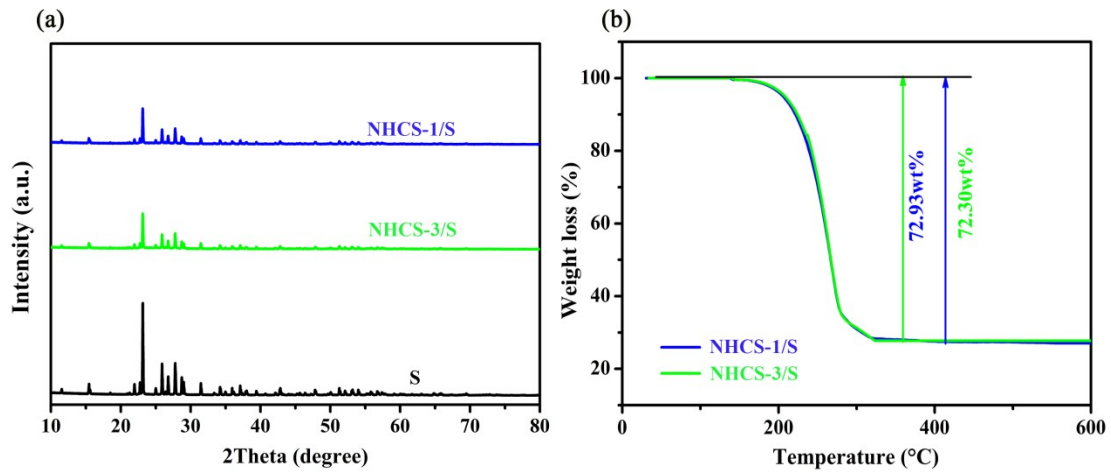 (a)
Intensity (a.u.)
NHCS-1/S
NHCS-3/S
S
10 20 30 40 50 60 70 80
2Theta (degree)
(b)
Weight loss (%)
100
80
60
40
20
72.93wt%
72.30wt%
NHCS-1/S
NHCS-3/S
0 200 400 600
Temperature (°C)